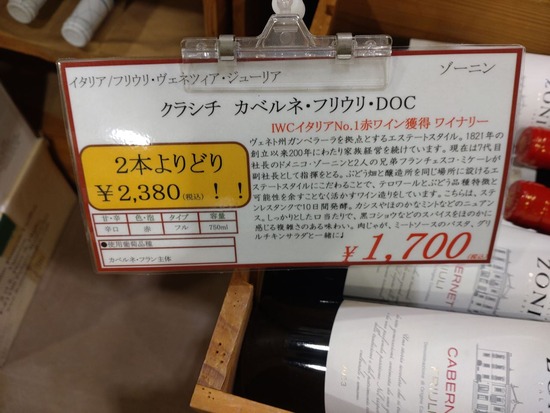 イタリア/フリウリ・ヴェネツィア・ジューリア
ゾーニン
クラシチ カベルネ・フリウリ・DOC
IWCイタリアNo.1赤ワイン獲得 ワイナリー
2本よりどり
￥2,380(税込)！！
ヴェネト州ガンベラーラを拠点とするエステートスタイル。1821年の
創立以来200年にわたり家族経営を続けています。現在は7代目
社長のドメニコ・ゾーニンと2人の兄弟フランチェスコ・ミケーレが
副社長として指揮をとる。ぶどう畑と醸造所を同じ場所に設けるエ
ステートスタイルにこだわることで、テロワールとぶどう品種特徴と
可能性を余すことなく活かすワイン造りをしています。こちらは、ステ
ンレスタンクで10日間発酵。カシスやほのかなミントなどのニュアン
ス。しっかりとした口当たりで、黒コショウなどのスパイスをほのかに
感じる複雑さのある味わい。肉じゃが、ミートソースのパスタ、グリ
ルチキンサラダと一緒に♪
甘・辛 色・泡 タイプ 容量
辛口 赤 フル 750ml
●使用葡萄品種
カベルネ・フラン主体
￥1,700(税込)
ZONI
ZONI
CABERNET
FRIULI
CABERNE